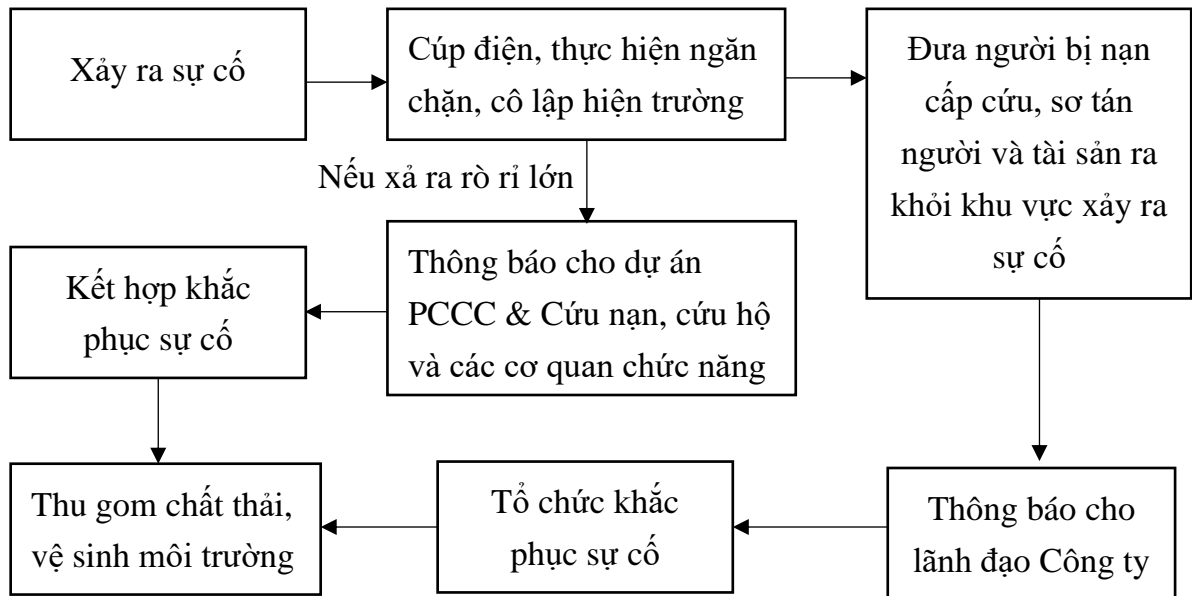 Xảy ra sự cố
Cúp điện, thực hiện ngăn
chặn, cô lập hiện trường
Đưa người bị nạn
cấp cứu, sơ tán
người và tài sản ra
khỏi khu vực xảy ra
sự cố
Nếu xả ra rò rỉ lớn
Thông báo cho dự án
PCCC & Cứu nạn, cứu hộ
và các cơ quan chức năng
Kết hợp khắc
phục sự cố
Thu gom chất thải,
vệ sinh môi trường
Tổ chức khắc
phục sự cố
Thông báo cho
lãnh đạo Công ty